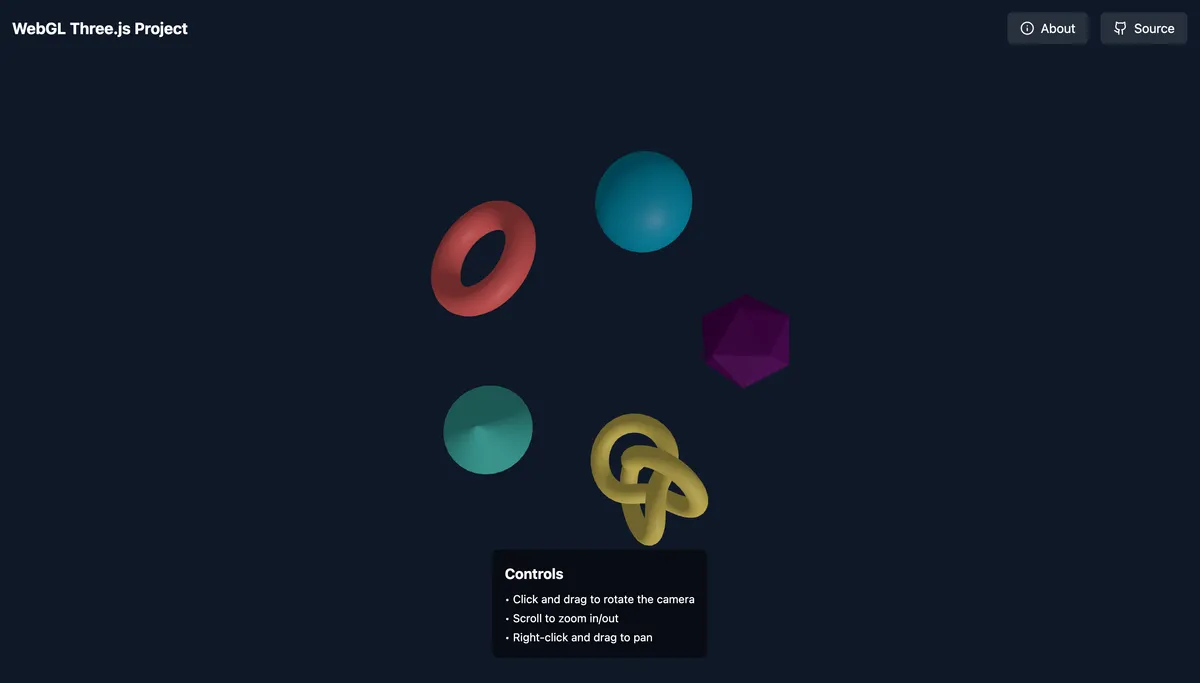 WebGL Three.js Project
About
Source
Controls
• Click and drag to rotate the camera
• Scroll to zoom in/out
• Right-click and drag to pan